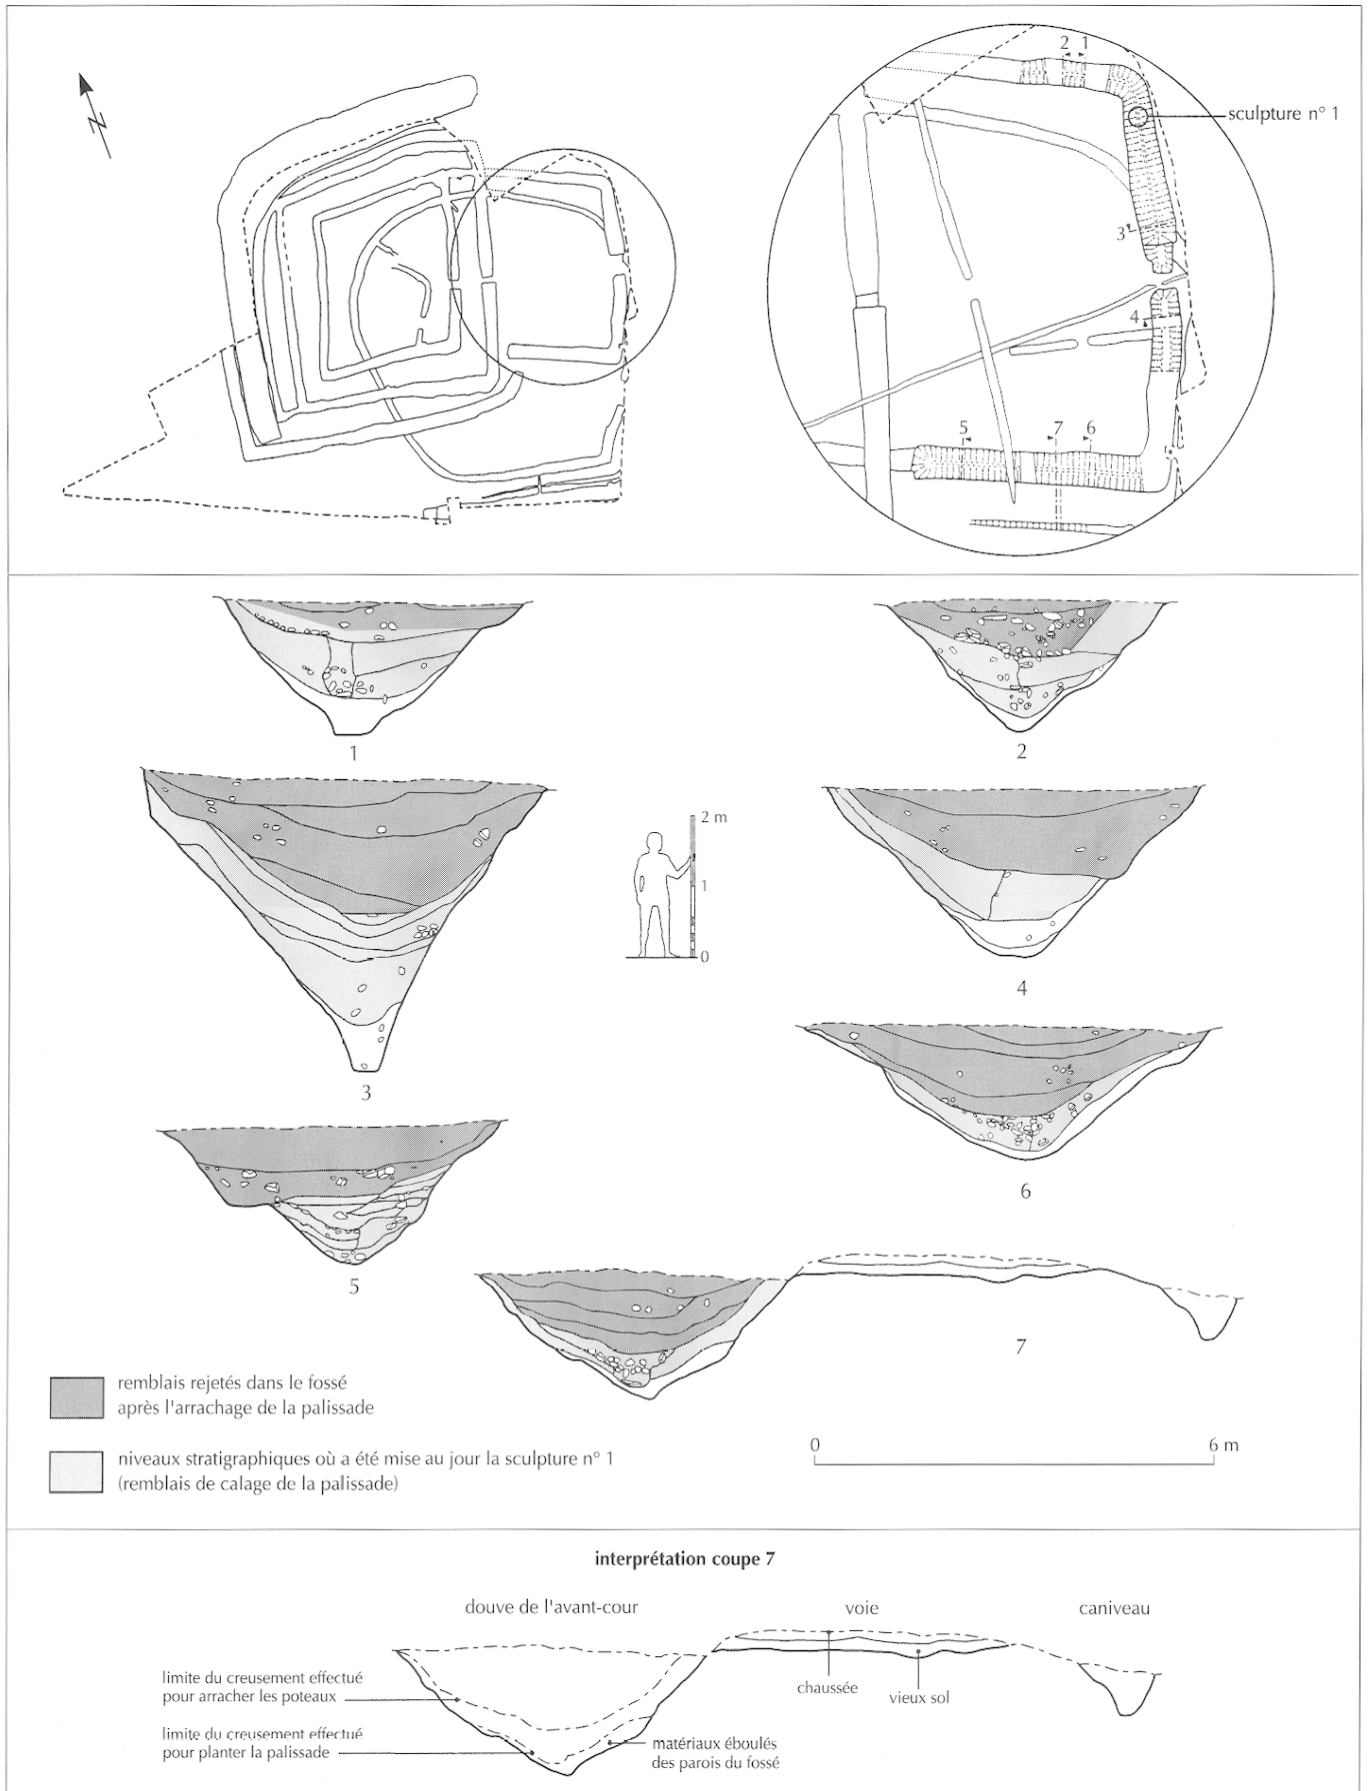 N
2 1
sculpture n° 1
3
4
5
7
6
1
2
2 m
1
0
3
4
5
6
7
remblais rejetés dans le fossé
après l'arrachage de la palissade
niveaux stratigraphiques où a été mise au jour la sculpture n° 1
(remblais de calage de la palissade)
0
6 m
interprétation coupe 7
douve de l'avant-cour
voie
caniveau
limite du creusement effectué
pour arracher les poteaux
chaussée
vieux sol
limite du creusement effectué
pour planter la palissade
matériaux éboulés
des parois du fossé